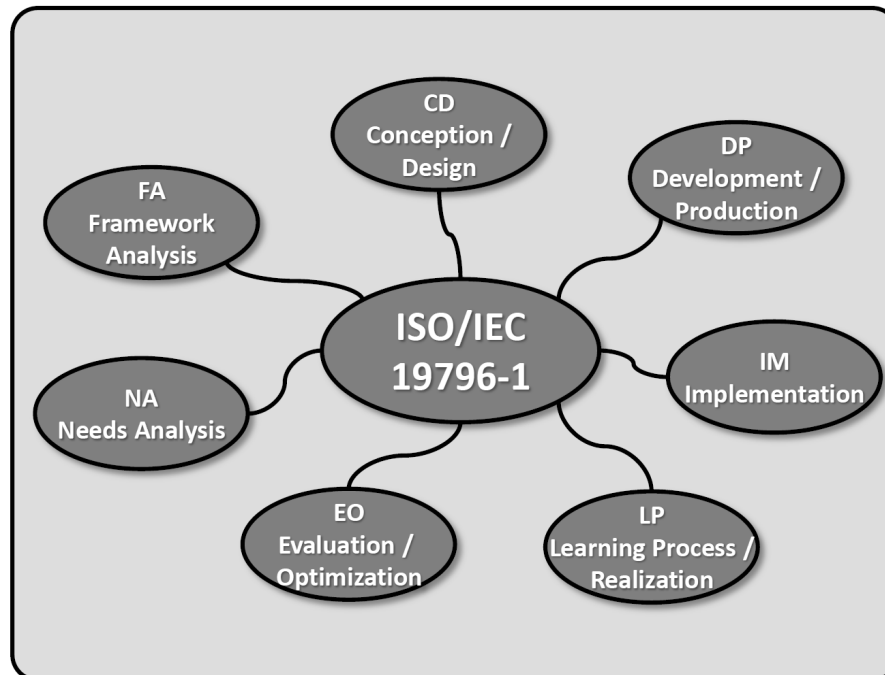 CD
Conception /
Design
DP
Development /
Production
FA
Framework
Analysis
ISO/IEC
19796-1
IM
Implementation
NA
Needs Analysis
EO
Evaluation /
Optimization
LP
Learning Process /
Realization